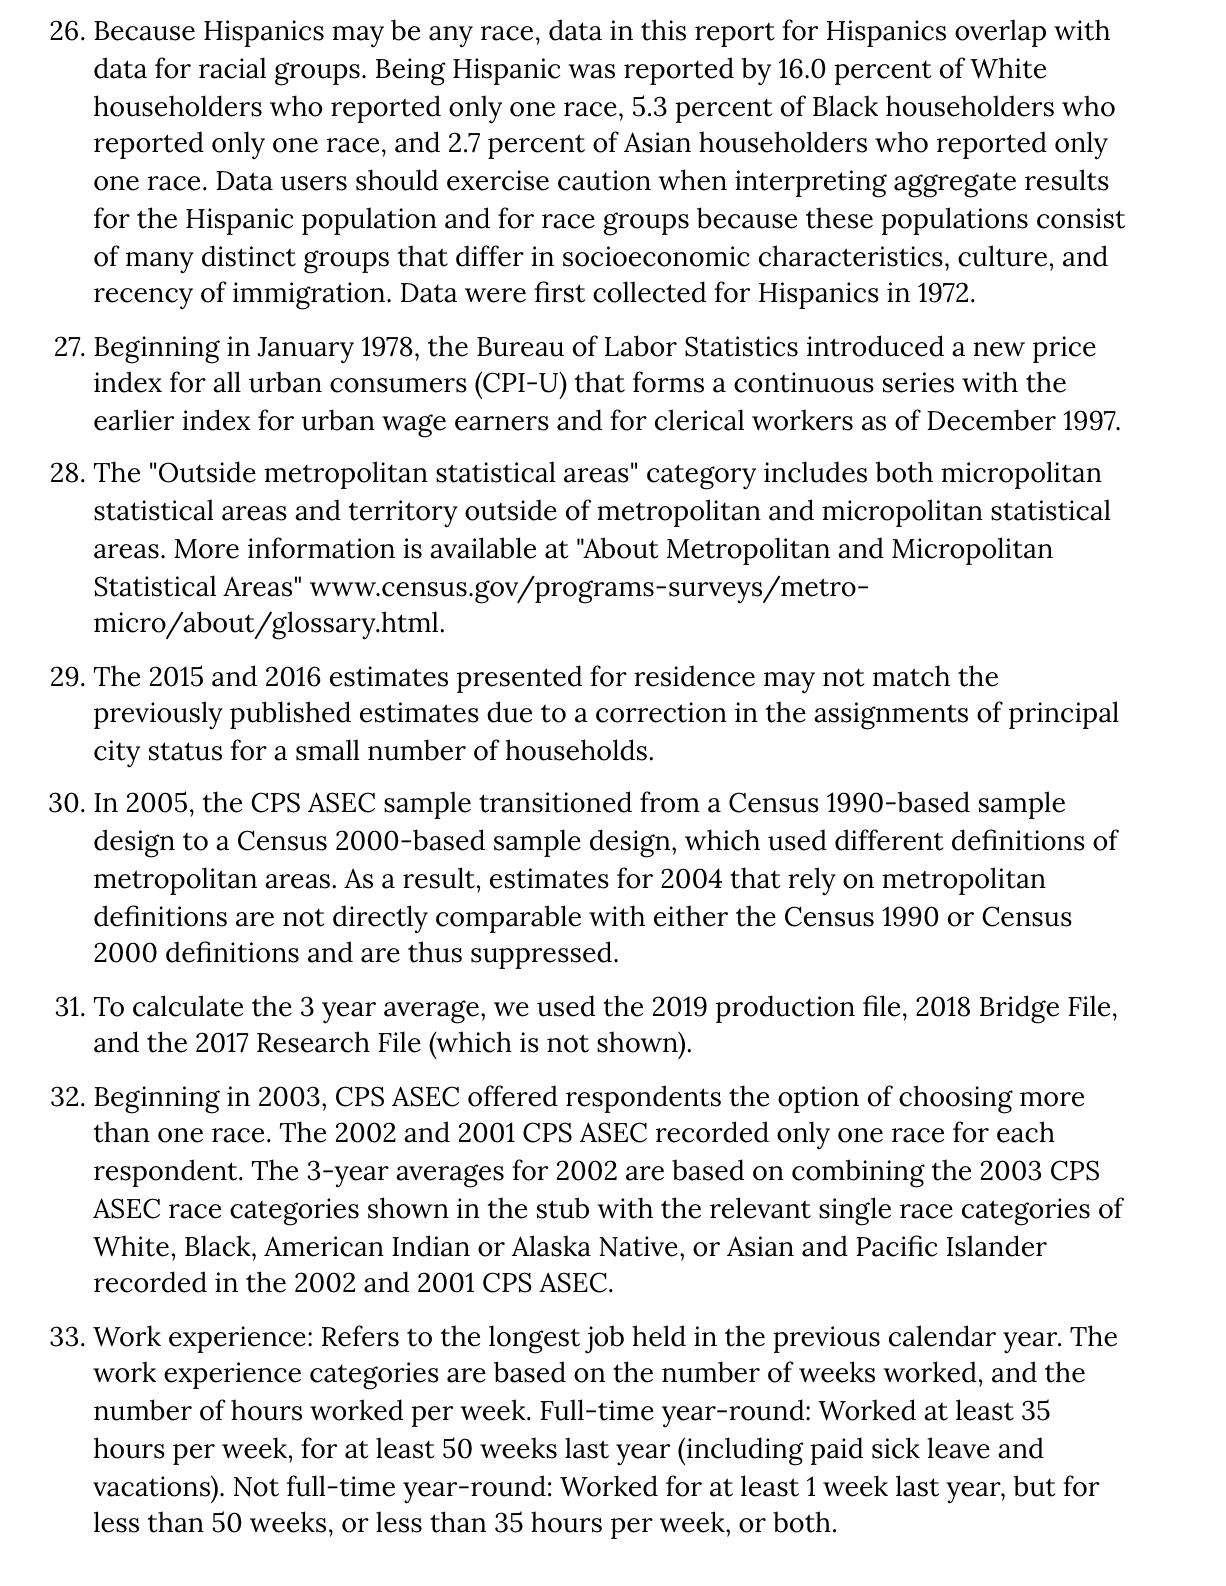 26. Because Hispanics may be any race, data in this report for Hispanics overlap with
data for racial groups. Being Hispanic was reported by 16.0 percent of White
householders who reported only one race, 5.3 percent of Black householders who
reported only one race, and 2.7 percent of Asian householders who reported only
one race. Data users should exercise caution when interpreting aggregate results
for the Hispanic population and for race groups because these populations consist
of many distinct groups that differ in socioeconomic characteristics, culture, and
recency of immigration. Data were first collected for Hispanics in 1972.
27. Beginning in January 1978, the Bureau of Labor Statistics introduced a new price
index for all urban consumers (CPI-U) that forms a continuous series with the
earlier index for urban wage earners and for clerical workers as of December 1997.
28. The "Outside metropolitan statistical areas" category includes both micropolitan
statistical areas and territory outside of metropolitan and micropolitan statistical
areas. More information is available at "About Metropolitan and Micropolitan
Statistical Areas" www.census.gov/programs-surveys/metro-
micro/about/glossary.html.
29. The 2015 and 2016 estimates presented for residence may not match the
previously published estimates due to a correction in the assignments of principal
city status for a small number of households.
30. In 2005, the CPS ASEC sample transitioned from a Census 1990-based sample
design to a Census 2000-based sample design, which used different definitions of
metropolitan areas. As a result, estimates for 2004 that rely on metropolitan
definitions are not directly comparable with either the Census 1990 or Census
2000 definitions and are thus suppressed.
31. To calculate the 3 year average, we used the 2019 production file, 2018 Bridge File,
and the 2017 Research File (which is not shown).
32. Beginning in 2003, CPS ASEC offered respondents the option of choosing more
than one race. The 2002 and 2001 CPS ASEC recorded only one race for each
respondent. The 3-year averages for 2002 are based on combining the 2003 CPS
ASEC race categories shown in the stub with the relevant single race categories of
White, Black, American Indian or Alaska Native, or Asian and Pacific Islander
recorded in the 2002 and 2001 CPS ASEC.
33. Work experience: Refers to the longest job held in the previous calendar year. The
work experience categories are based on the number of weeks worked, and the
number of hours worked per week. Full-time year-round: Worked at least 35
hours per week, for at least 50 weeks last year (including paid sick leave and
vacations). Not full-time year-round: Worked for at least 1 week last year, but for
less than 50 weeks, or less than 35 hours per week, or both.